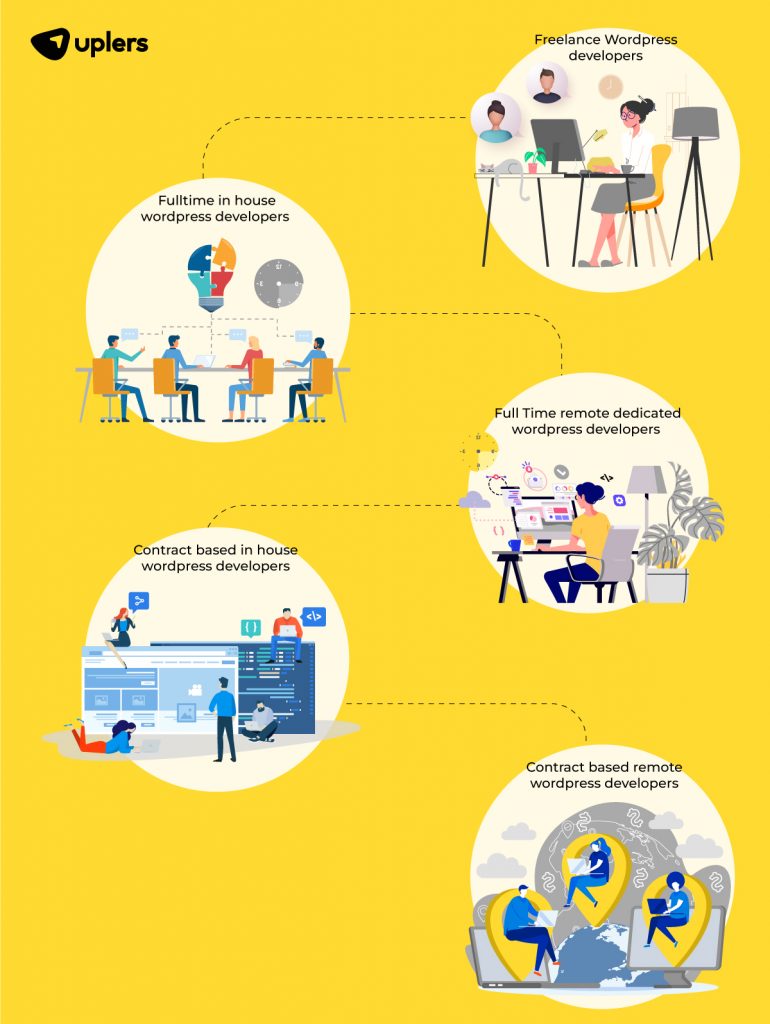 uplers
Freelance Wordpress
developers
Fulltime in house
wordpress developers
Full Time remote dedicated
wordpress developers
</>
{ }
Contract based in house
wordpress developers
{ }
</>
Contract based remote
wordpress developers